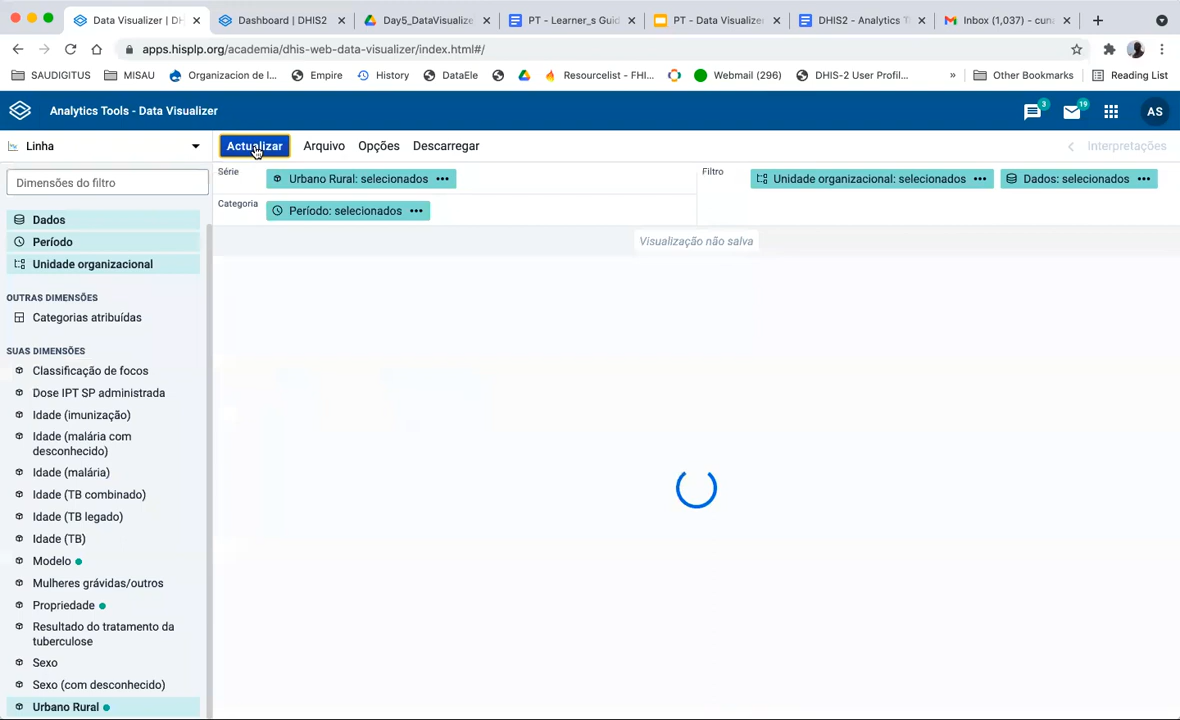 Data Visualizer | DH
Dashboard | DHIS2
Day5_DataVisualize
PT - Learner_s Guid
PT - Data Visualize
DHIS2 - Analytics T
Inbox (1,037) - cuna
apps.hisplp.org/academia/dhis-web-data-visualizer/index.html#/
SAUDIGITUS
MISAU
Organizacion de l...
Empire
History
DataEle
Resourcelist - FHI...
Webmail (296)
DHIS-2 User Profil...
»
Other Bookmarks
Reading List
Analytics Tools - Data Visualizer
3
19
AS
Linha
Actualizar
Arquivo
Opções
Descarregar
Interpretações
Dimensões do filtro
Série
Urbano Rural: selecionados
Filtro
Unidade organizacional: selecionados
Dados: selecionados
Categoria
Período: selecionados
Visualização não salva
Dados
Período
Unidade organizacional
OUTRAS DIMENSÕES
Categorias atribuídas
SUAS DIMENSÕES
Classificação de focos
Dose IPT SP administrada
Idade (imunização)
Idade (malária com
desconhecido)
Idade (malária)
Idade (TB combinado)
Idade (TB legado)
Idade (TB)
Modelo
Mulheres grávidas/outros
Propriedade
Resultado do tratamento da
tuberculose
Sexo
Sexo (com desconhecido)
Urbano Rural